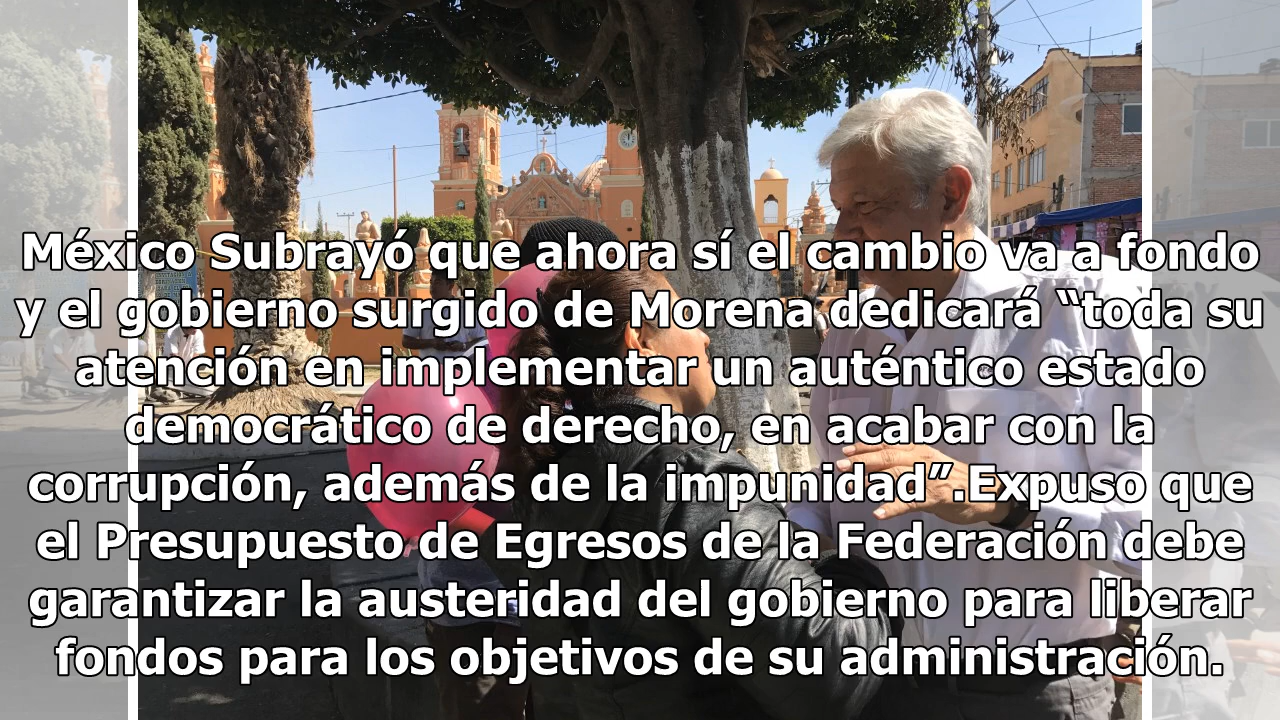 México Subrayó que ahora sí el cambio va a fondo
y el gobierno surgido de Morena dedicará “toda su
atención en implementar un auténtico estado
democrático de derecho, en acabar con la
corrupción, además de la impunidad”.Expuso que
el Presupuesto de Egresos de la Federación debe
garantizar la austeridad del gobierno para liberar
fondos para los objetivos de su administración.